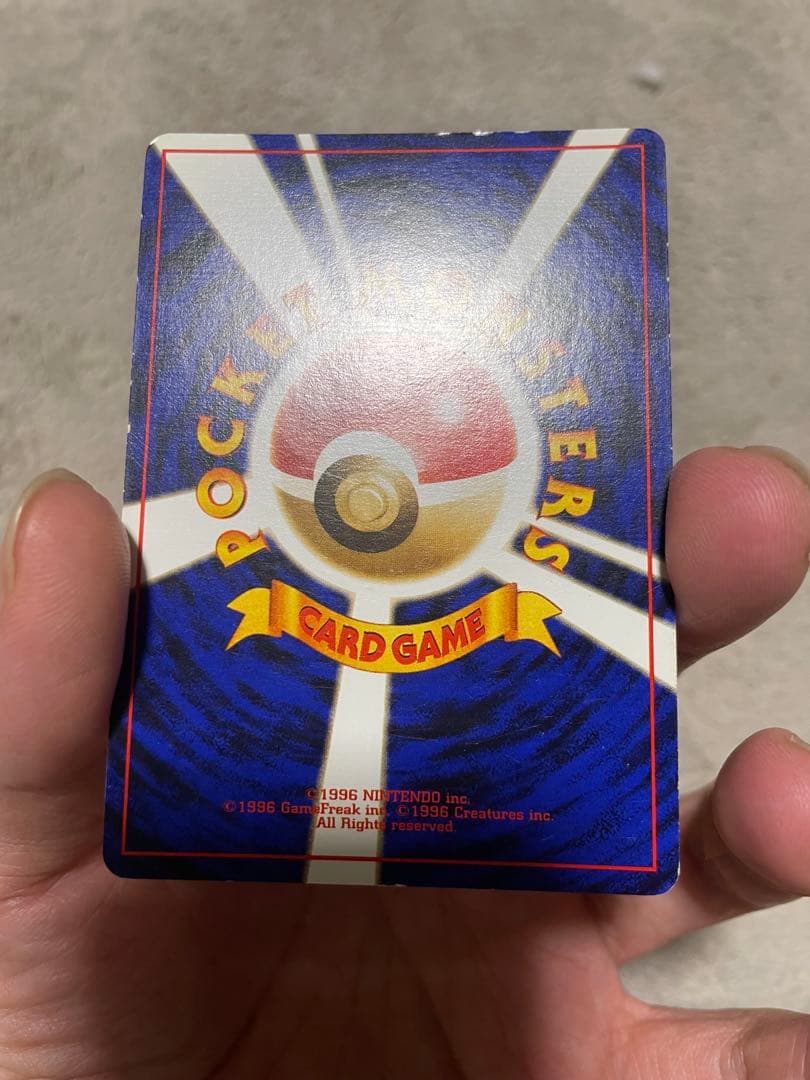 POCKET MONSTERS
CARD GAME
©1996 NINTENDO inc.
©1996 GameFreak inc. ©1996 Creatures inc.
All Rights reserved.